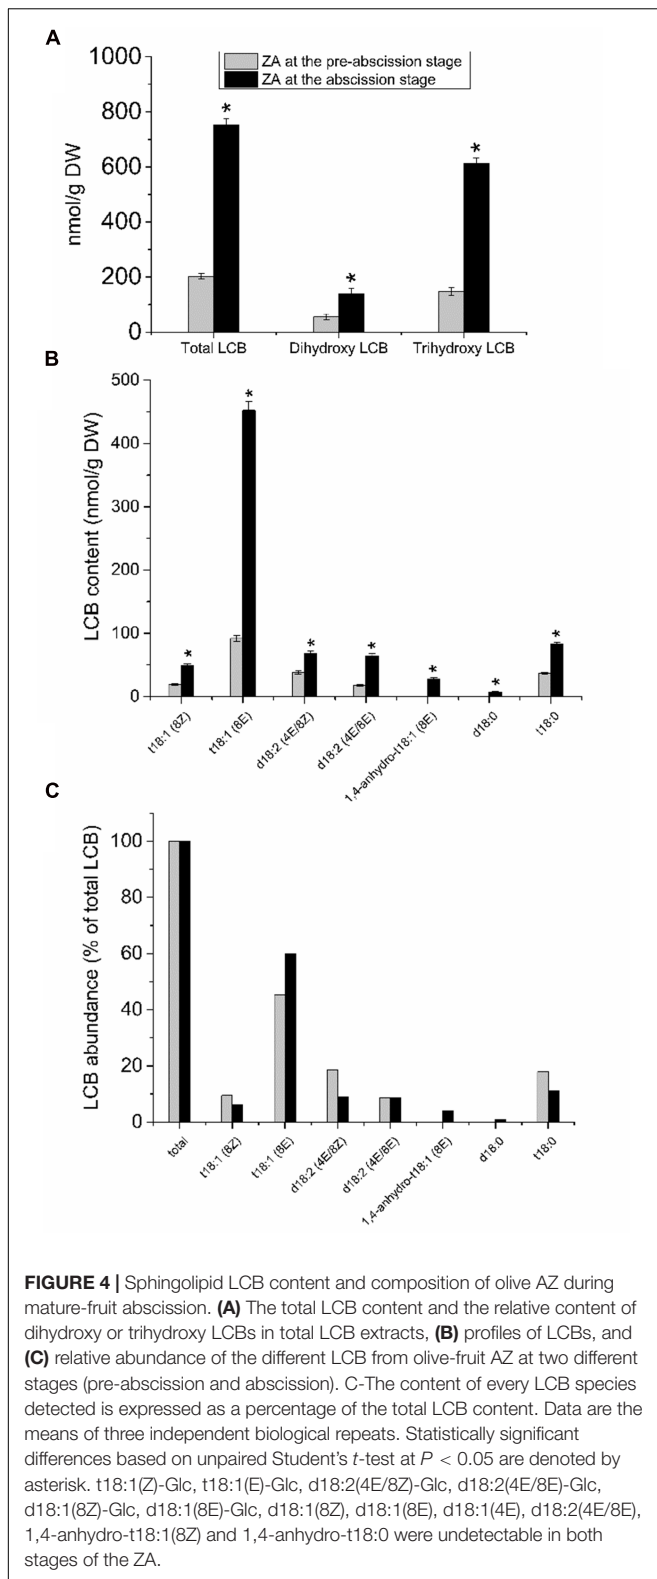 A
ZA at the pre-abscission stage
ZA at the abscission stage
nmol/g DW
1000
800
600
400
200
0
*
*
*
Total LCB
Dihydroxy LCB
Trihydroxy LCB
B
LCB content (nmol/g DW)
500
400
300
200
100
0
*
*
*
*
*
*
*
t18:1 (8Z)
t18:1 (8E)
d18:2 (4E/8Z)
d18:2 (4E/8E)
1,4-anhydro-t18:1 (8E)
d18:0
t18:0
C
LCB abundance (% of total LCB)
100
80
60
40
20
0
total
t18:1 (8Z)
t18:1 (8E)
d18:2 (4E/8Z)
d18:2 (4E/8E)
1,4-anhydro-t18:1 (8E)
d18:0
t18:0
FIGURE 4 | Sphingolipid LCB content and composition of olive AZ during
mature-fruit abscission. (A) The total LCB content and the relative content of
dihydroxy or trihydroxy LCBs in total LCB extracts, (B) profiles of LCBs, and
(C) relative abundance of the different LCB from olive-fruit AZ at two different
stages (pre-abscission and abscission). C-The content of every LCB species
detected is expressed as a percentage of the total LCB content. Data are the
means of three independent biological repeats. Statistically significant
differences based on unpaired Student's t-test at P < 0.05 are denoted by
asterisk. t18:1(Z)-Glc, t18:1(E)-Glc, d18:2(4E/8Z)-Glc, d18:2(4E/8E)-Glc,
d18:1(8Z)-Glc, d18:1(8E)-Glc, d18:1(8Z), d18:1(8E), d18:1(4E), d18:2(4E/8E),
1,4-anhydro-t18:1(8Z) and 1,4-anhydro-t18:0 were undetectable in both
stages of the ZA.